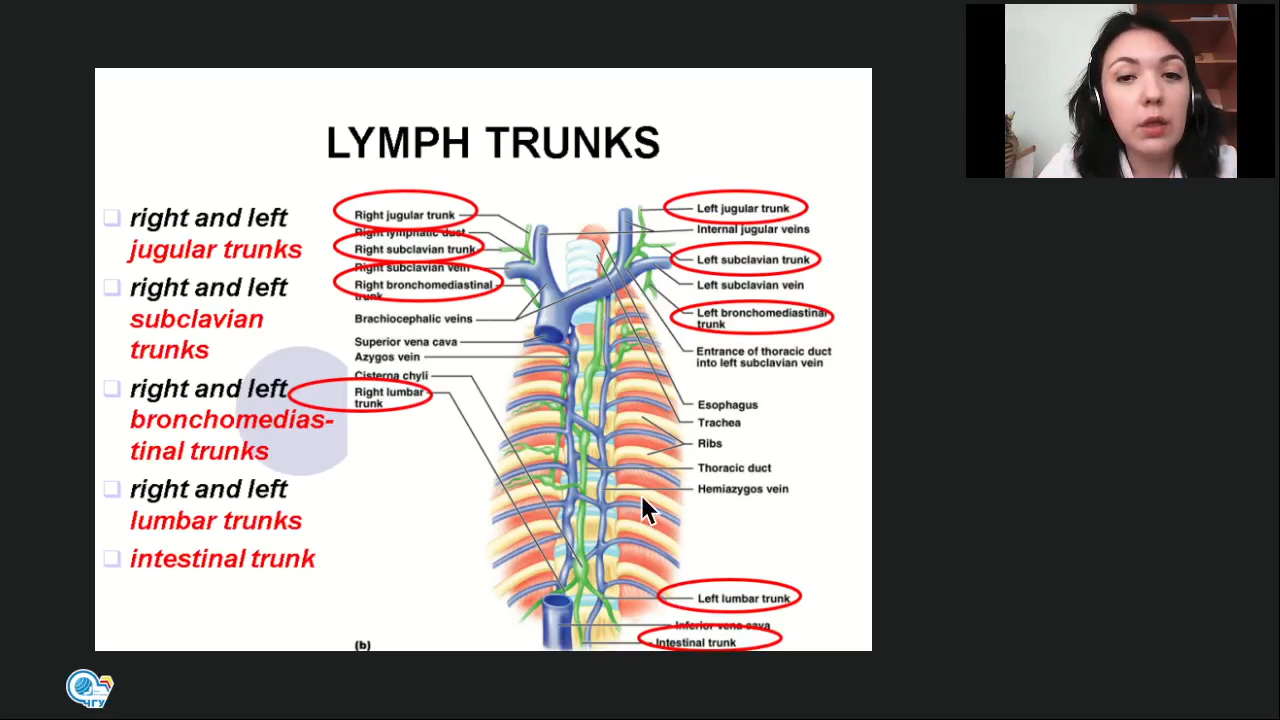 LYMPH TRUNKS
right and left
jugular trunks
right and left
subclavian
trunks
right and left
bronchomedias-
tinal trunks
right and left
lumbar trunks
intestinal trunk
Right jugular trunk
Right lymphatic duct
Right subclavian trunk
Right subclavian vein
Right bronchomediastinal
trunk
Brachiocephalic veins
Superior vena cava
Azygos vein
Cisterna chyli
Right lumbar
trunk
(b)
Left jugular trunk
Internal jugular veins
Left subclavian trunk
Left subclavian vein
Left bronchomediastinal
trunk
Entrance of thoracic duct
into left subclavian vein
Esophagus
Trachea
Ribs
Thoracic duct
Hemiazygos vein
Left lumbar trunk
Inferior vena cava
Intestinal trunk
ЧГУ